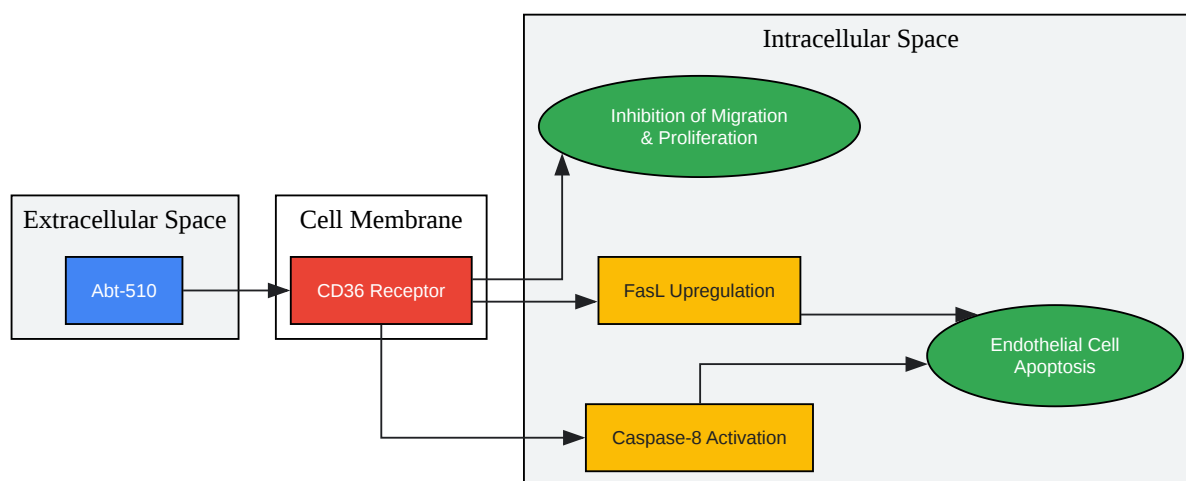 Intracellular Space
Inhibition of Migration
& Proliferation
Extracellular Space
Cell Membrane
Abt-510
CD36 Receptor
FasL Upregulation
Endothelial Cell
Apoptosis
Caspase-8 Activation